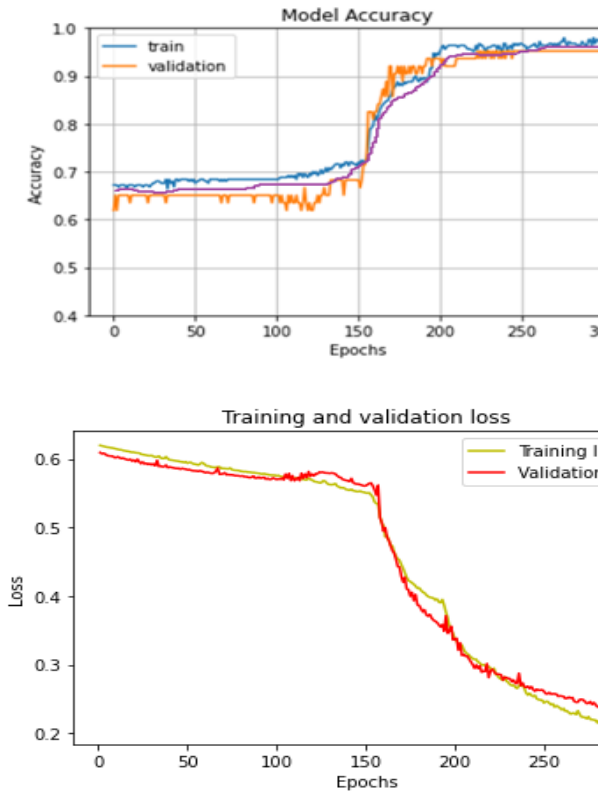 Model Accuracy
1.0
0.9
0.8
0.7
0.6
0.5
0.4
Accuracy
train
validation
0
50
100
150
200
250
Epochs
Training and validation loss
0.6
0.5
0.4
0.3
0.2
Loss
Training l
Validation
0
50
100
150
200
250
Epochs